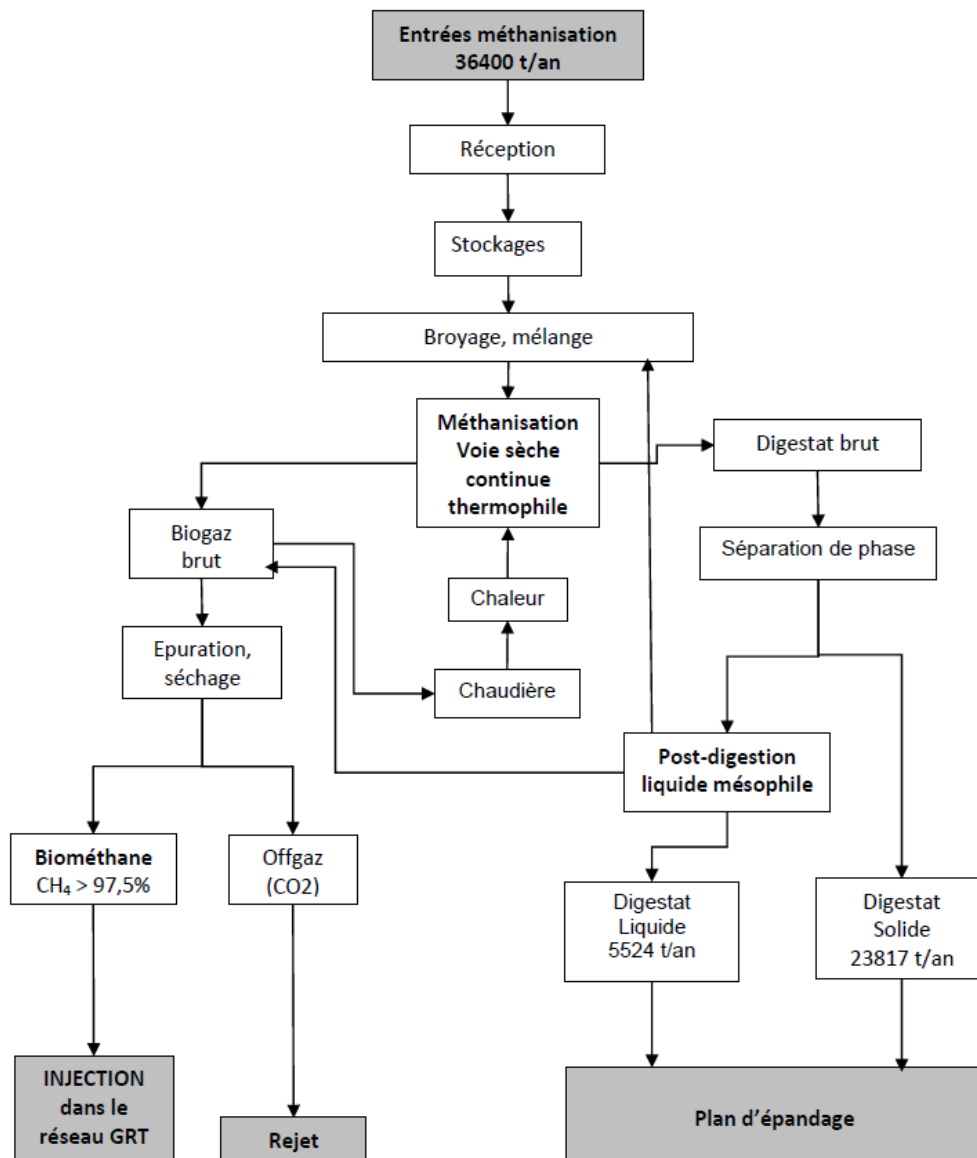 Entrées méthanisation
36400 t/an
Réception
Stockages
Broyage, mélange
Méthanisation
Voie sèche
continue
thermophile
Digestat brut
Biogaz
brut
Séparation de phase
Chaleur
Epuration,
séchage
Chaudière
Post-digestion
liquide mésophile
Biométhane
CH₄ > 97,5%
Offgaz
(CO2)
Digestat
Liquide
5524 t/an
Digestat
Solide
23817 t/an
INJECTION
dans le
réseau GRT
Rejet
Plan d’épandage